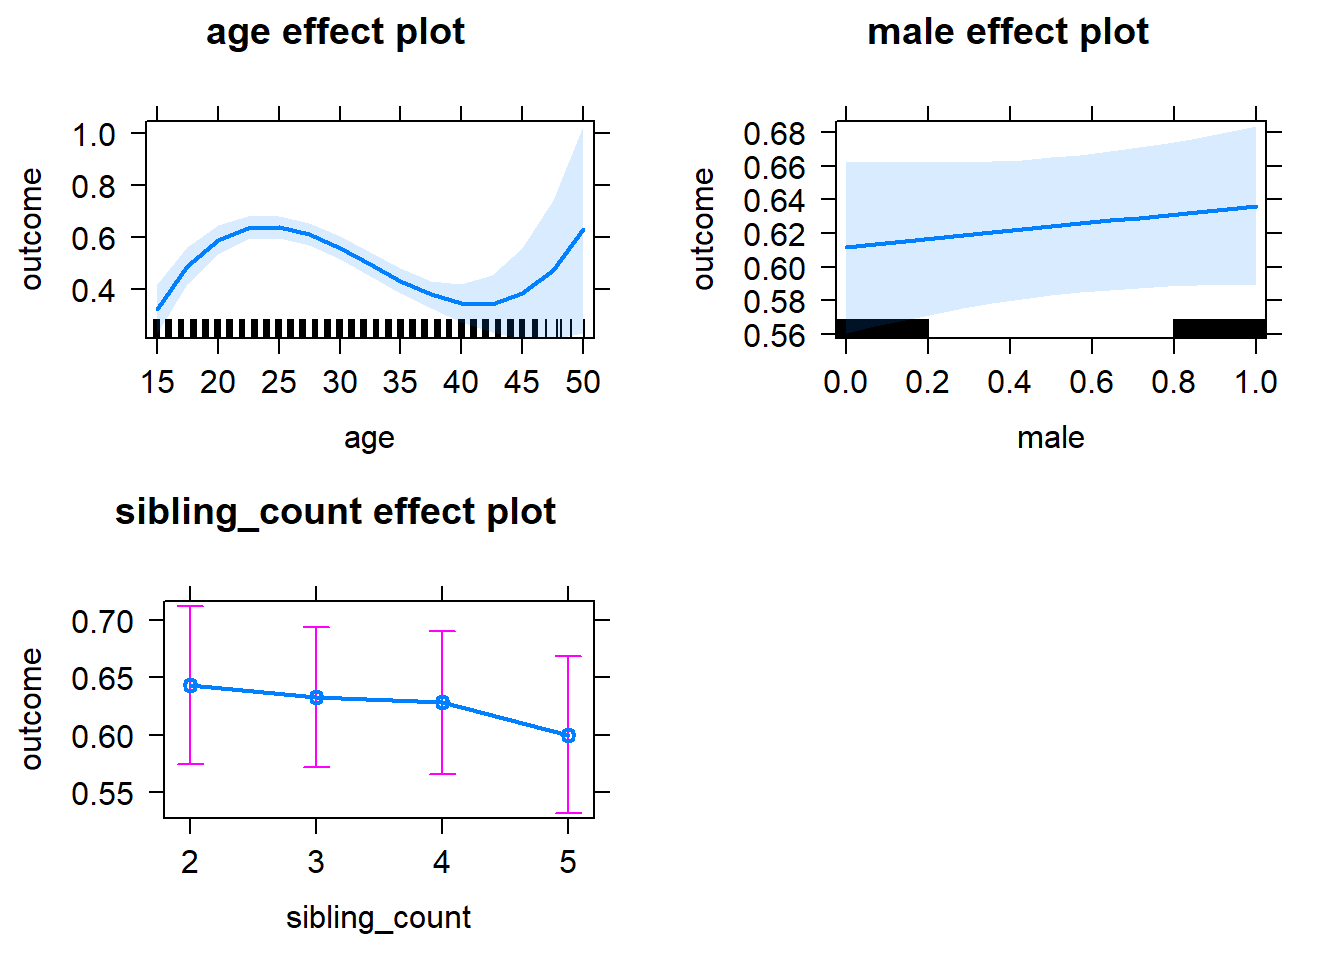 age effect plot
outcome
1.0
0.8
0.6
0.4
15 20 25 30 35 40 45 50
age
male effect plot
outcome
0.68
0.66
0.64
0.62
0.60
0.58
0.56
0.0 0.2 0.4 0.6 0.8 1.0
male
sibling_count effect plot
outcome
0.70
0.65
0.60
0.55
2 3 4 5
sibling_count